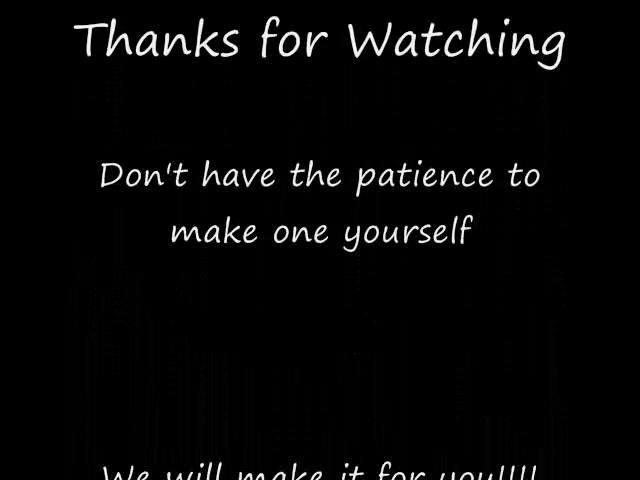 Thanks for Watching
Don't have the patience to
make one yourself
We will make it for you!!!!